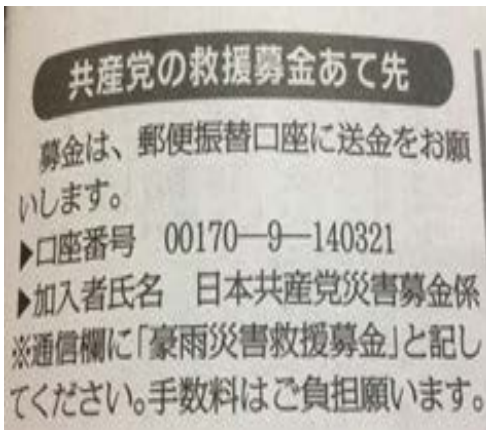 共産党の救援募金あて先
募金は、郵便振替口座に送金をお願
いします。
▶口座番号　00170―9―140321
▶加入者氏名　日本共産党災害募金係
※通信欄に「豪雨災害救援募金」と記し
てください。手数料はご負担願います。